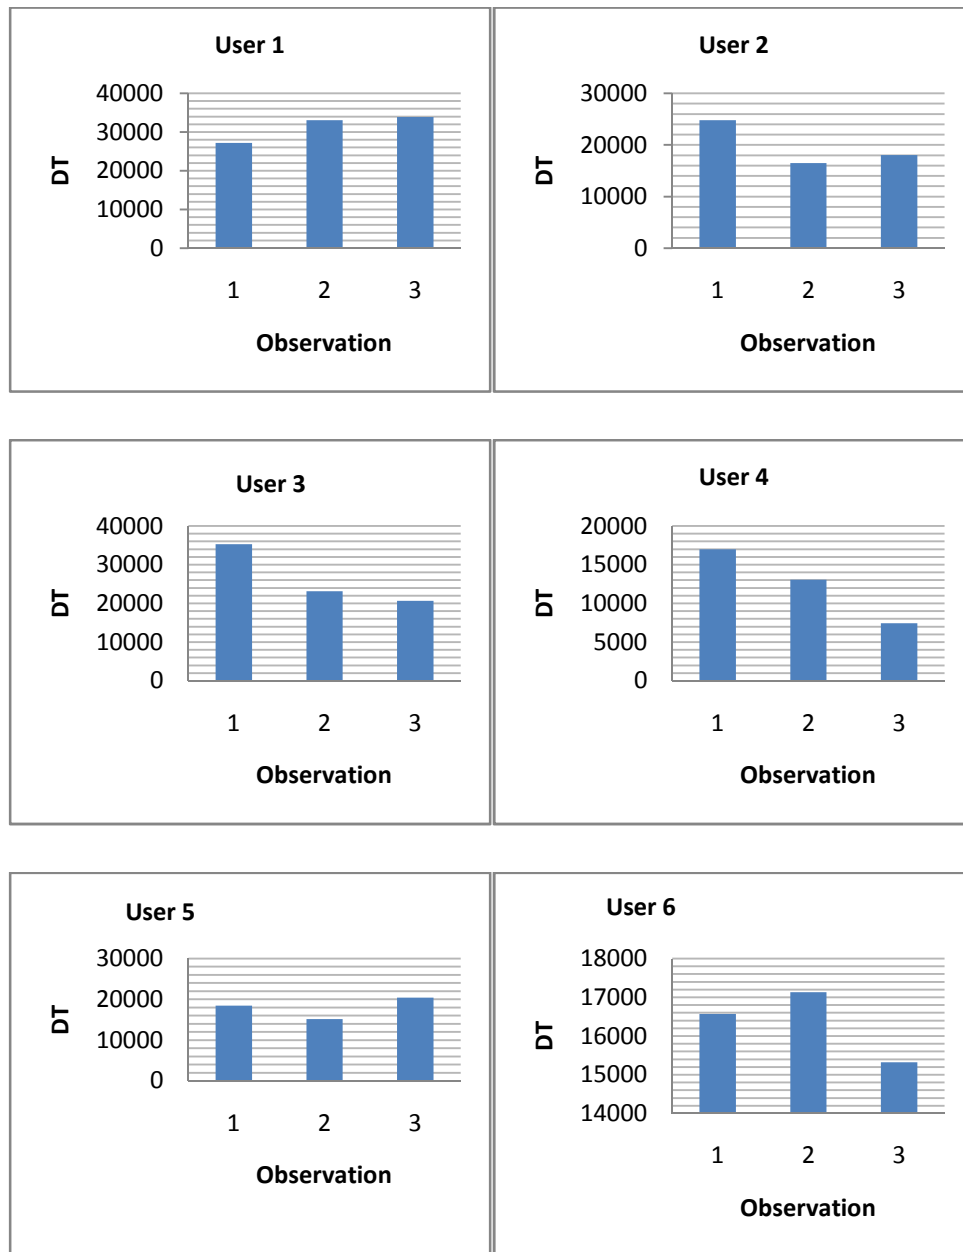 User 1
40000
30000
20000
10000
0
DT
1 2 3
Observation
User 2
30000
20000
10000
0
DT
1 2 3
Observation
User 3
40000
30000
20000
10000
0
DT
1 2 3
Observation
User 4
20000
15000
10000
5000
0
DT
1 2 3
Observation
User 5
30000
20000
10000
0
DT
1 2 3
Observation
User 6
18000
17000
16000
15000
14000
DT
1 2 3
Observation